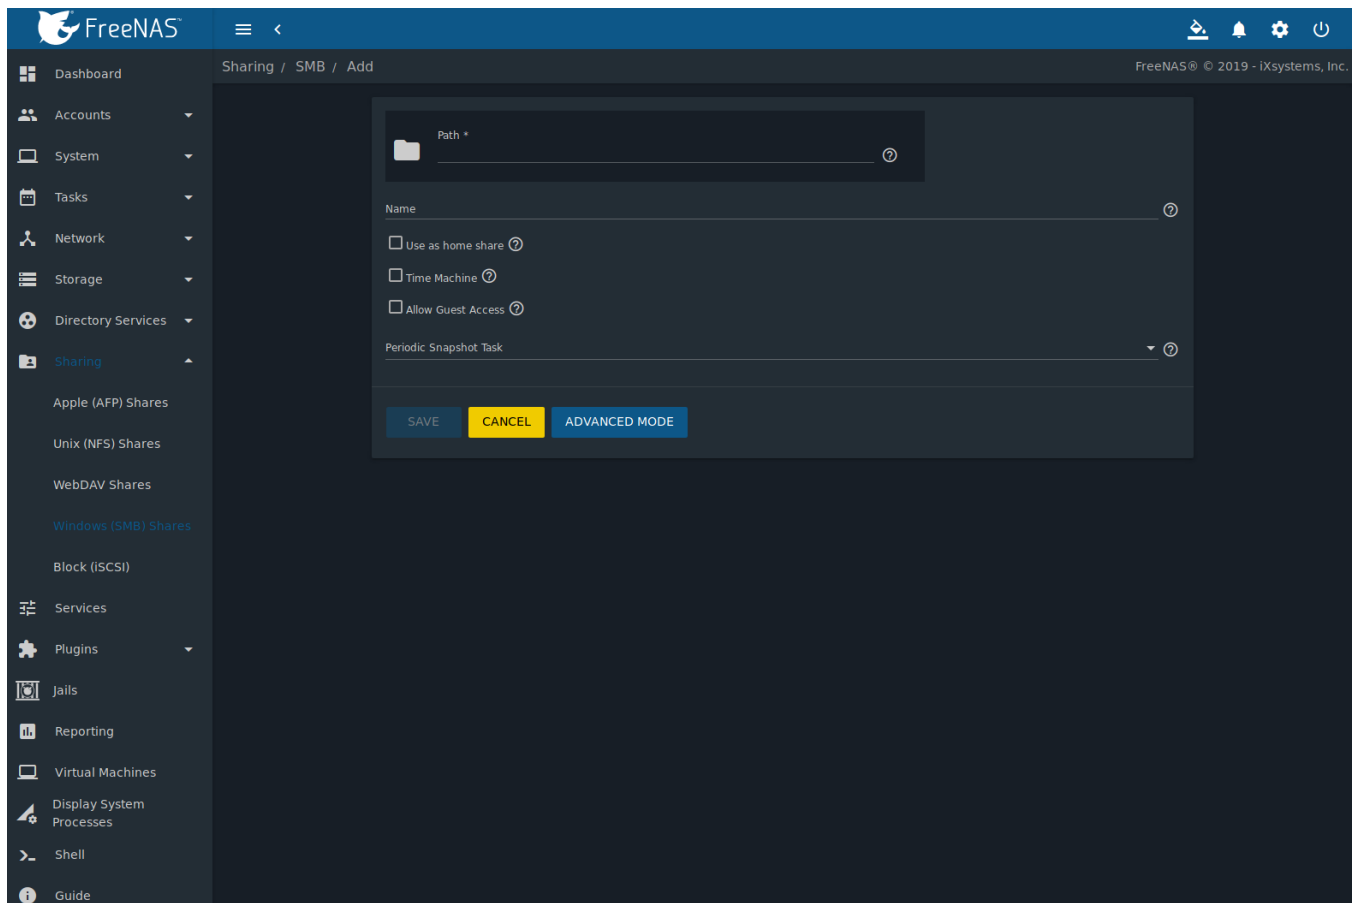 FreeNAS™
Sharing / SMB / Add
FreeNAS® © 2019 - iXsystems, Inc.
Dashboard
Accounts
System
Tasks
Network
Storage
Directory Services
Sharing
Apple (AFP) Shares
Unix (NFS) Shares
WebDAV Shares
Windows (SMB) Shares
Block (iSCSI)
Services
Plugins
Jails
Reporting
Virtual Machines
Display System
Processes
Shell
Guide
Path *
Name
Use as home share
Time Machine
Allow Guest Access
Periodic Snapshot Task
SAVE CANCEL ADVANCED MODE